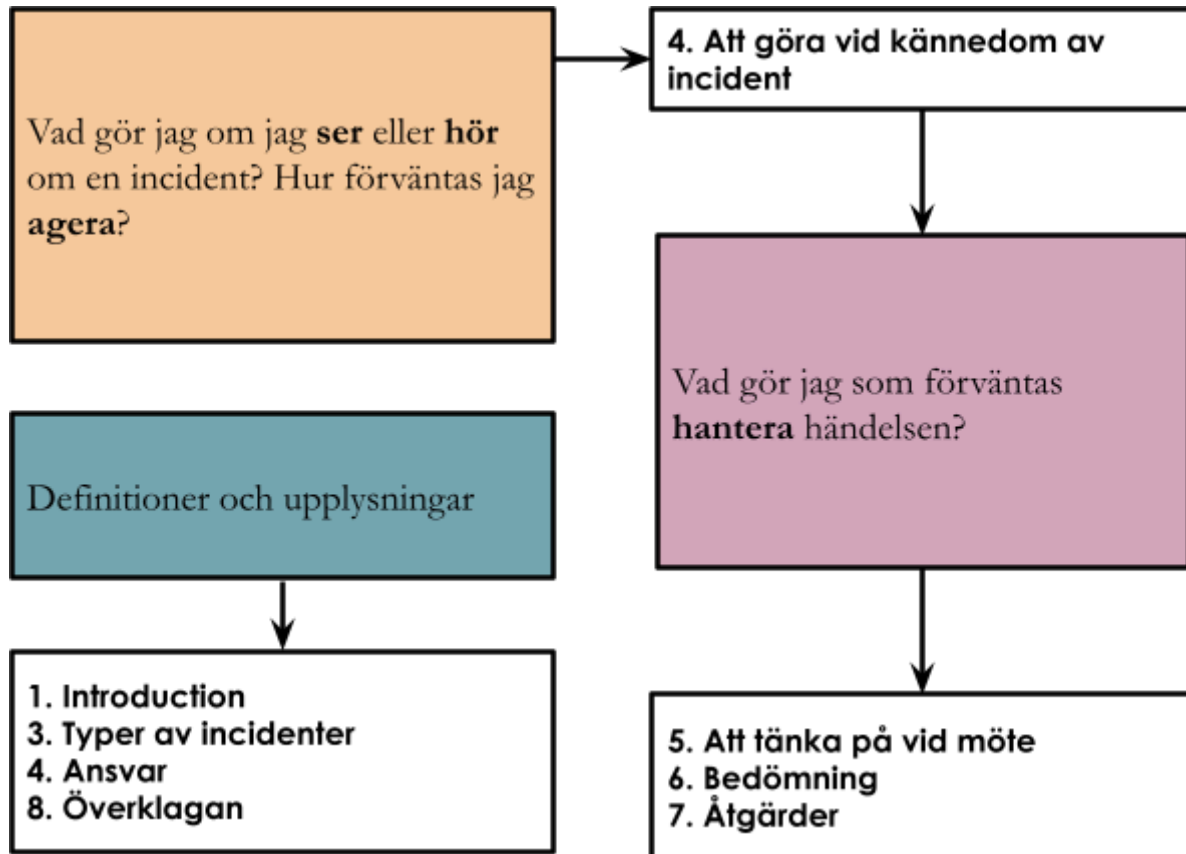 Vad gör jag om jag ser eller hör
om en incident? Hur förväntas jag
agera?
4. Att göra vid kännedom av
incident
Vad gör jag som förväntas
hantera händelsen?
Definitioner och upplysningar
1. Introduction
3. Typer av incidenter
4. Ansvar
8. Överklagan
5. Att tänka på vid möte
6. Bedömning
7. Åtgärder